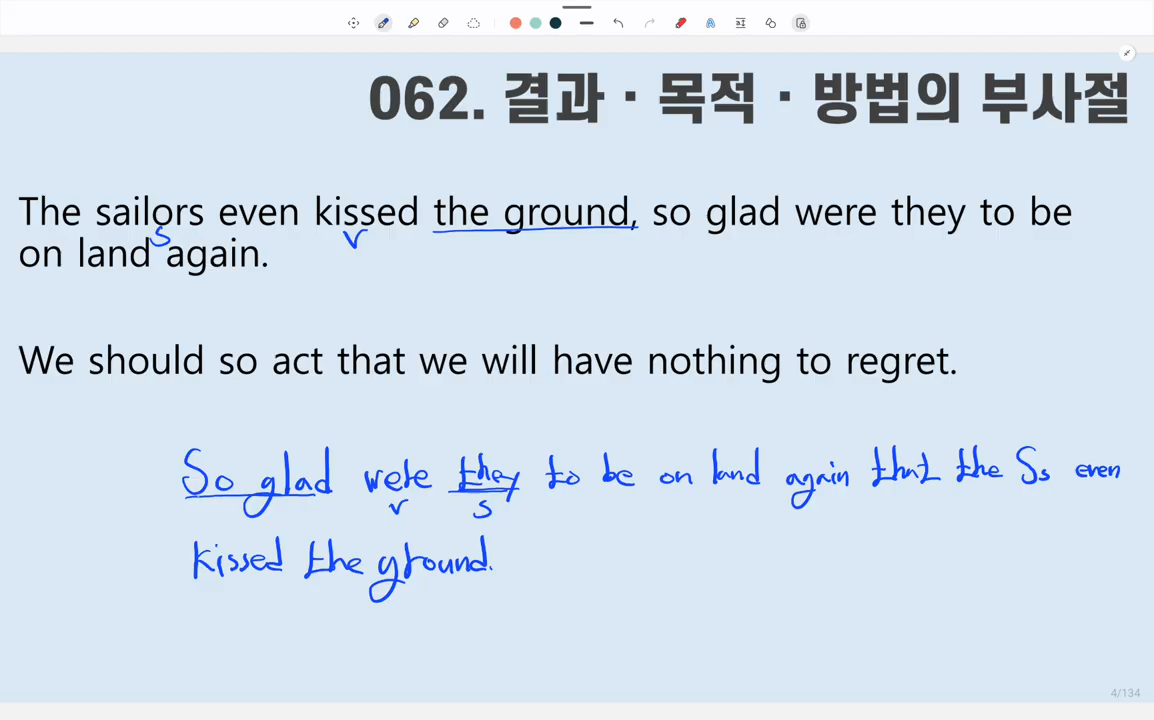 062. 결과·목적·방법의 부사절
The sailors even kissed the ground, so glad were they to be
s v
on land again.
We should so act that we will have nothing to regret.
So glad were they to be on land again that the Ss even
v s
kissed the ground.
4/134